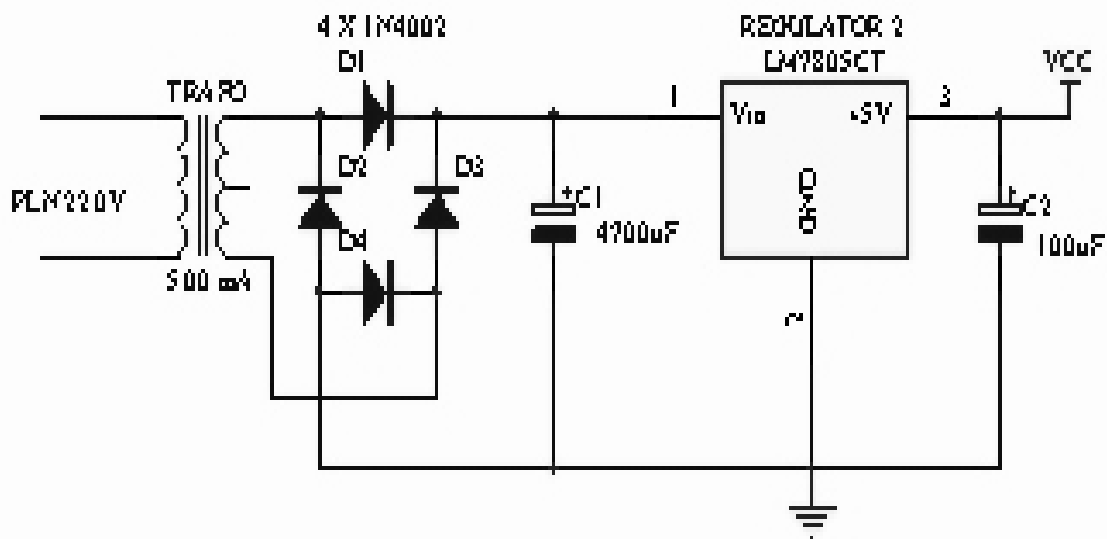 4 X 1N4002
D1
REGULATOR 2
LM7805CT
VCC
TRAFO
1
Vin
+5V
3
D2
D3
PLN 220V
GND
+
C1
4700uF
+
C2
100uF
D4
500 mA
2